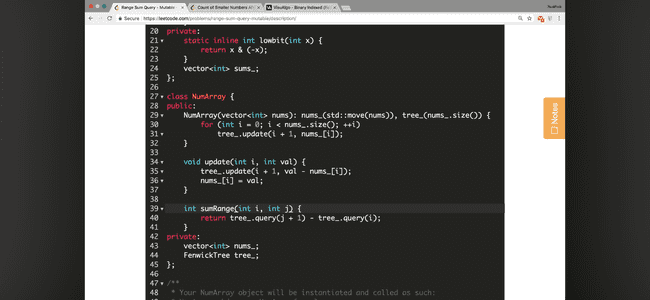 Range Sum Query - Mutable
Count of Smaller Numbers Aft
VisuAlgo - Binary Indexed
Secure https://leetcode.com/problems/range-sum-query-mutable/description/
20 private:
21 static inline int lowbit(int x) {
22 return x & (-x);
23 }
24 vector<int> sums_;
25 };
26
27 class NumArray {
28 public:
29 NumArray(vector<int> nums): nums_(std::move(nums)), tree_(nums_.size()) {
30 for (int i = 0; i < nums_.size(); ++i)
31 tree_.update(i + 1, nums_[i]);
32 }
33
34 void update(int i, int val) {
35 tree_.update(i + 1, val - nums_[i]);
36 nums_[i] = val;
37 }
38
39 int sumRange(int i, int j) {
40 return tree_.query(j + 1) - tree_.query(i);
41 }
42 private:
43 vector<int> nums_;
44 FenwickTree tree_;
45 };
46
47 /**
48 * Your NumArray object will be instantiated and called as such:
Notes